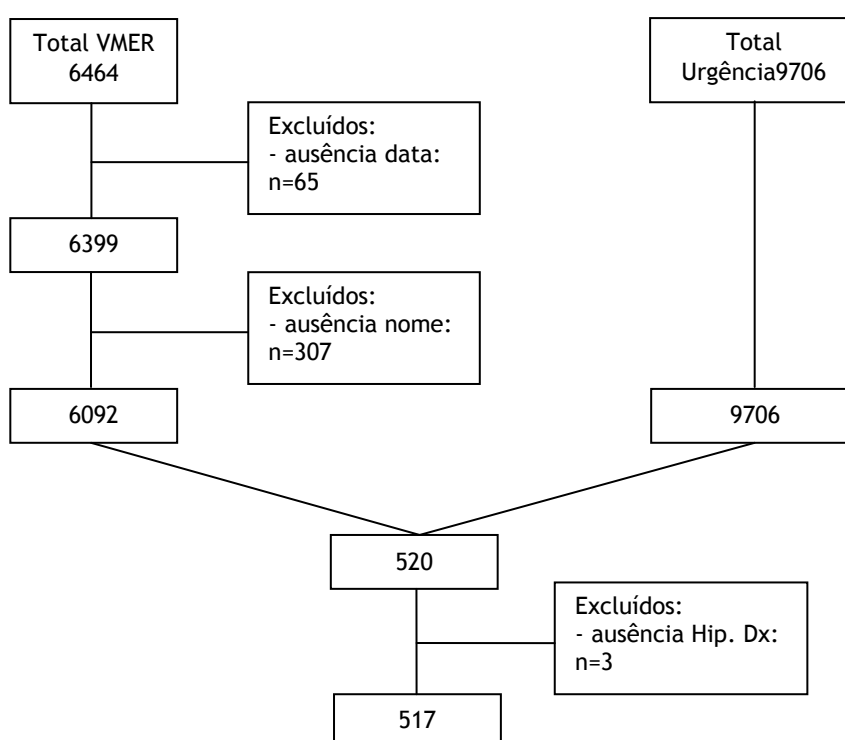 Total VMER
6464
Total
Urgência9706
Excluídos:
- ausência data:
n=65
6399
Excluídos:
- ausência nome:
n=307
6092
9706
520
Excluídos:
- ausência Hip. Dx:
n=3
517